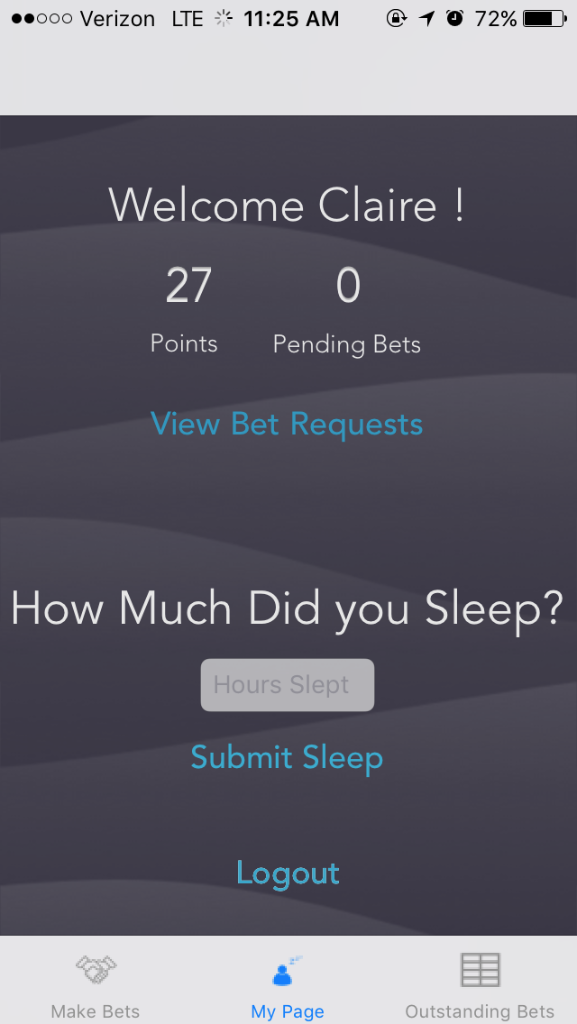 Verizon LTE 11:25 AM 72%
Welcome Claire !
27 0
Points Pending Bets
View Bet Requests
How Much Did you Sleep?
Hours Slept
Submit Sleep
Logout
Make Bets My Page Outstanding Bets